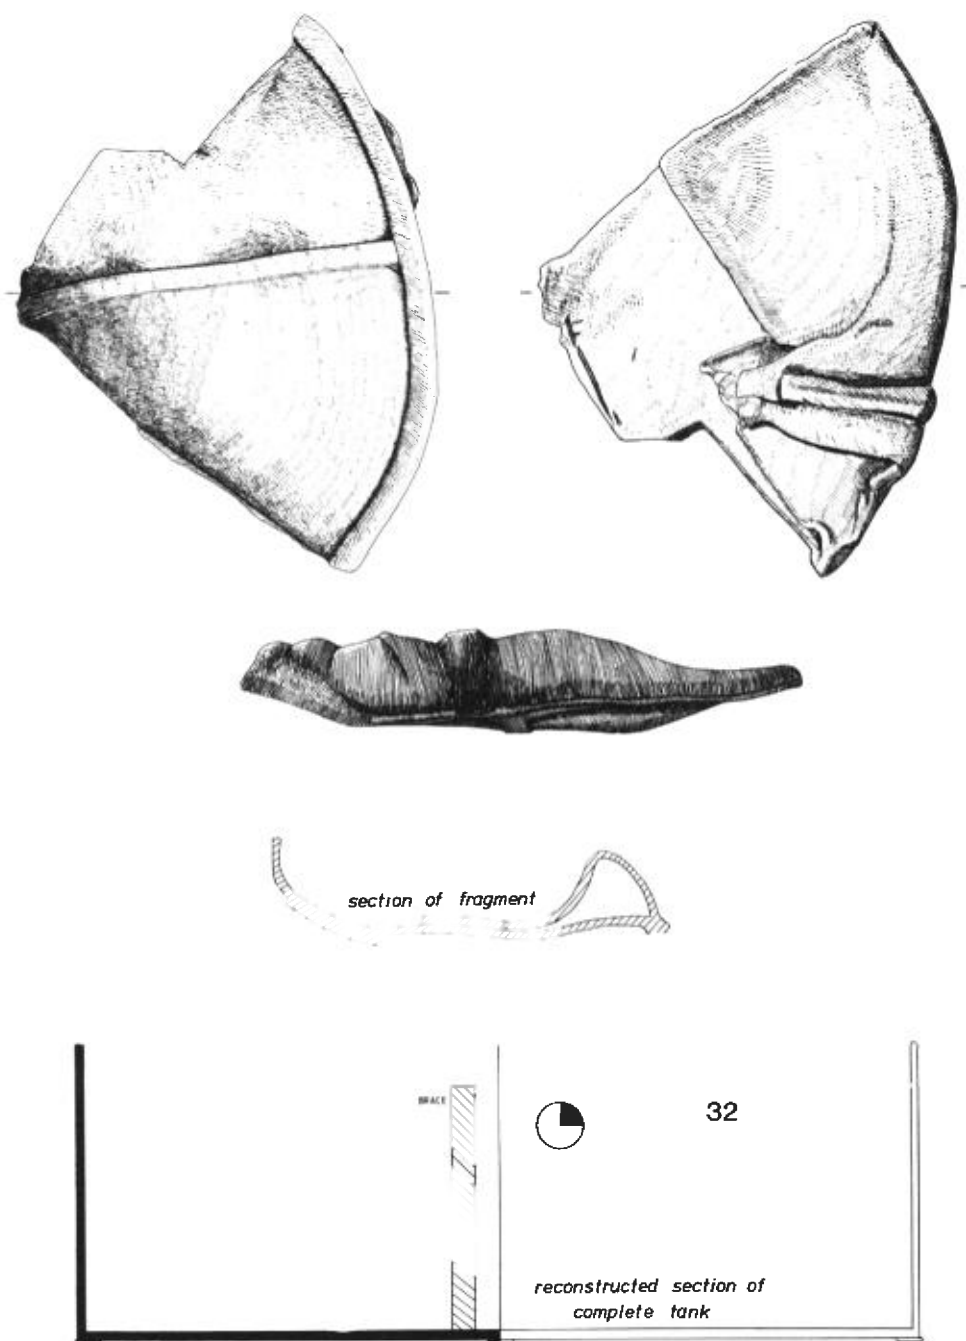 section of fragment
BRACE
32
reconstructed section of
complete tank